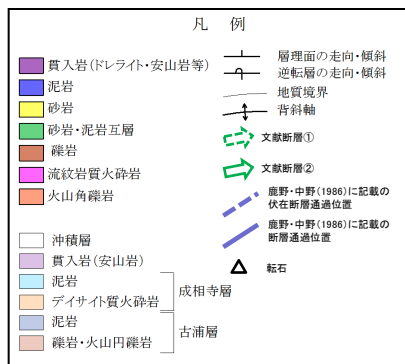 凡 例
貫入岩(ドレライト・安山岩等)
泥岩
砂岩
砂岩・泥岩互層
礫岩
流紋岩質火砕岩
火山角礫岩
沖積層
貫入岩(安山岩)
泥岩
デイサイト質火砕岩
成相寺層
泥岩
礫岩・火山円礫岩
古浦層
層理面の走向・傾斜
逆転層の走向・傾斜
地質境界
背斜軸
文献断層①
文献断層②
鹿野・中野(1986)に記載の
伏在断層通過位置
鹿野・中野(1986)に記載の
断層通過位置
転石